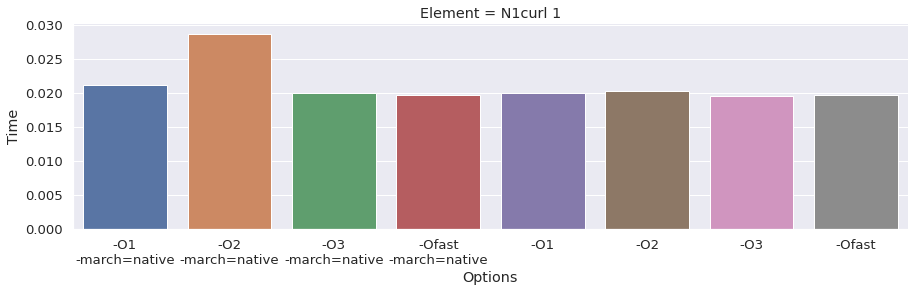 Element = N1curl 1
Time
0.030
0.025
0.020
0.015
0.010
0.005
0.000
-O1
-march=native
-O2
-march=native
-O3
-march=native
-Ofast
-march=native
-O1
-O2
-O3
-Ofast
Options